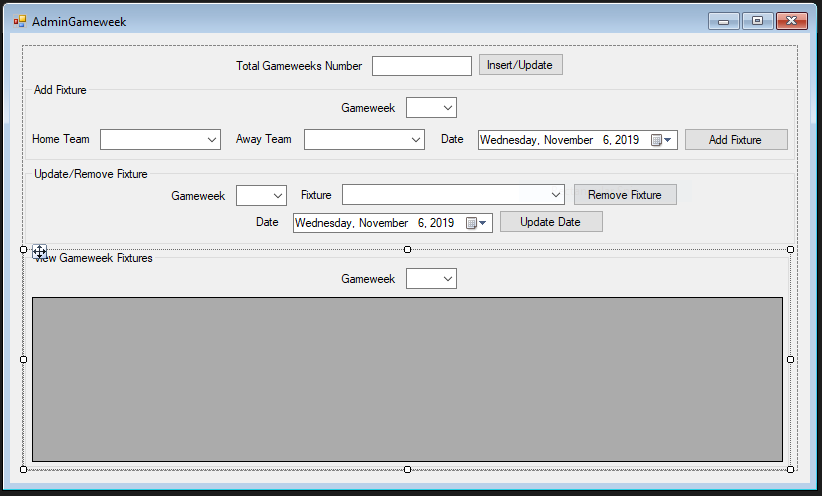 AdminGameweek
Total Gameweeks Number Insert/Update
Add Fixture
Gameweek
Home Team Away Team Date Wednesday, November 6, 2019 Add Fixture
Update/Remove Fixture
Gameweek Fixture Remove Fixture
Date Wednesday, November 6, 2019 Update Date
View Gameweek Fixtures
Gameweek